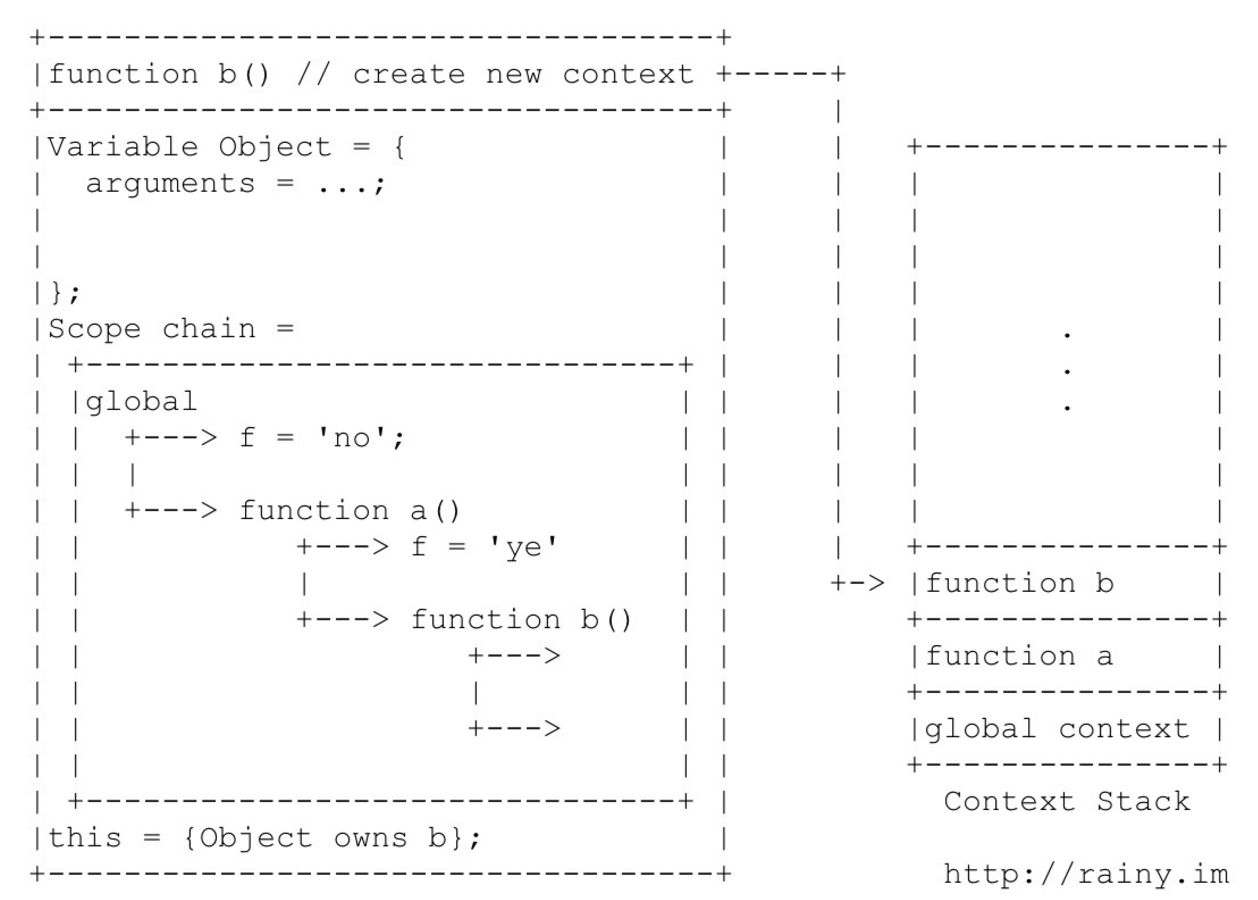 function b() // create new context
Variable Object = {
arguments = ...;
};
Scope chain =
global
f = 'no';
function a()
f = 'ye'
function b()
this = {Object owns b};
.
.
.
function b
function a
global context
Context Stack
http://rainy.im